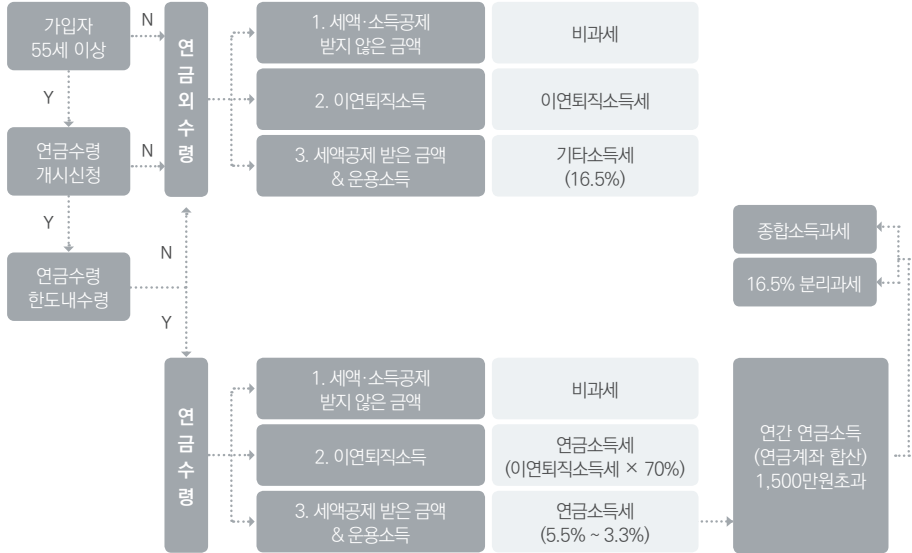 가입자
55세 이상
N
Y
연금수령
개시신청
N
Y
연금수령
한도내수령
N
Y
연
금
외
수
령
1. 세액·소득공제
받지 않은 금액
비과세
2. 이연퇴직소득
이연퇴직소득세
3. 세액공제 받은 금액
& 운용소득
기타소득세
(16.5%)
종합소득과세
16.5% 분리과세
연
금
수
령
1. 세액·소득공제
받지 않은 금액
비과세
2. 이연퇴직소득
연금소득세
(이연퇴직소득세 × 70%)
3. 세액공제 받은 금액
& 운용소득
연금소득세
(5.5% ~ 3.3%)
연간 연금소득
(연금계좌 합산)
1,500만원초과